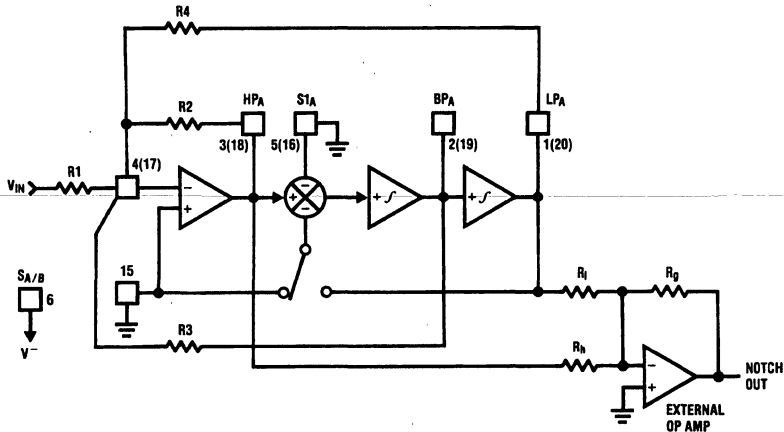 R4
R2
HPA
S1A
BPA
LPA
3(18)
5(16)
2(19)
1(20)
R1
4(17)
VIN
−
+
+
−
−
+ ∫
+ ∫
15
SA/B
6
V−
R3
Rl
Rg
Rh
−
+
NOTCH
OUT
EXTERNAL
OP AMP